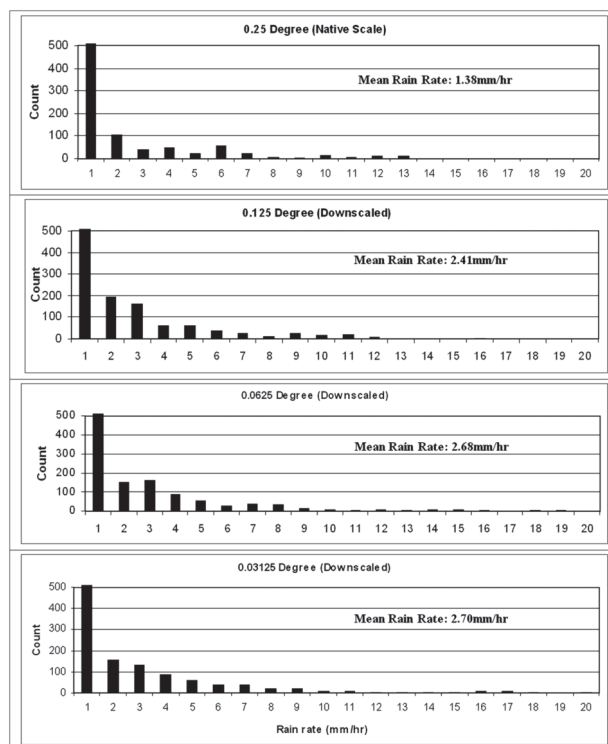 0.25 Degree (Native Scale)
500
400
300
200
100
0
Count
Mean Rain Rate: 1.38mm/hr
1 2 3 4 5 6 7 8 9 10 11 12 13 14 15 16 17 18 19 20
0.125 Degree (Downscaled)
500
400
300
200
100
0
Count
Mean Rain Rate: 2.41mm/hr
1 2 3 4 5 6 7 8 9 10 11 12 13 14 15 16 17 18 19 20
0.0625 Degree (Downscaled)
500
400
300
200
100
0
Count
Mean Rain Rate: 2.68mm/hr
1 2 3 4 5 6 7 8 9 10 11 12 13 14 15 16 17 18 19 20
0.03125 Degree (Downscaled)
500
400
300
200
100
0
Count
Mean Rain Rate: 2.70mm/hr
1 2 3 4 5 6 7 8 9 10 11 12 13 14 15 16 17 18 19 20
Rain rate (mm/hr)